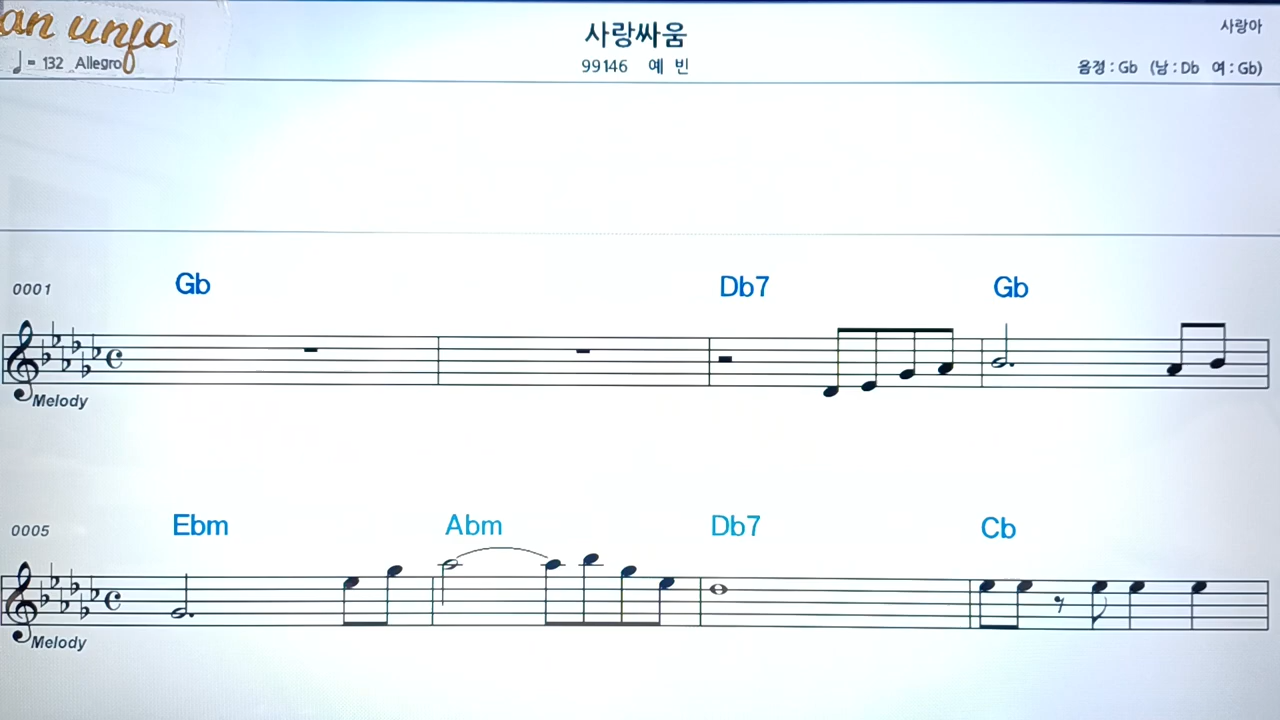 an unfa
사랑싸움
사랑아
♩ = 132 Allegro
99146 예 빈
음정 : Gb (남 : Db 여 : Gb)
0001
Gb Db7 Gb
Melody
0005
Ebm Abm Db7 Cb
Melody